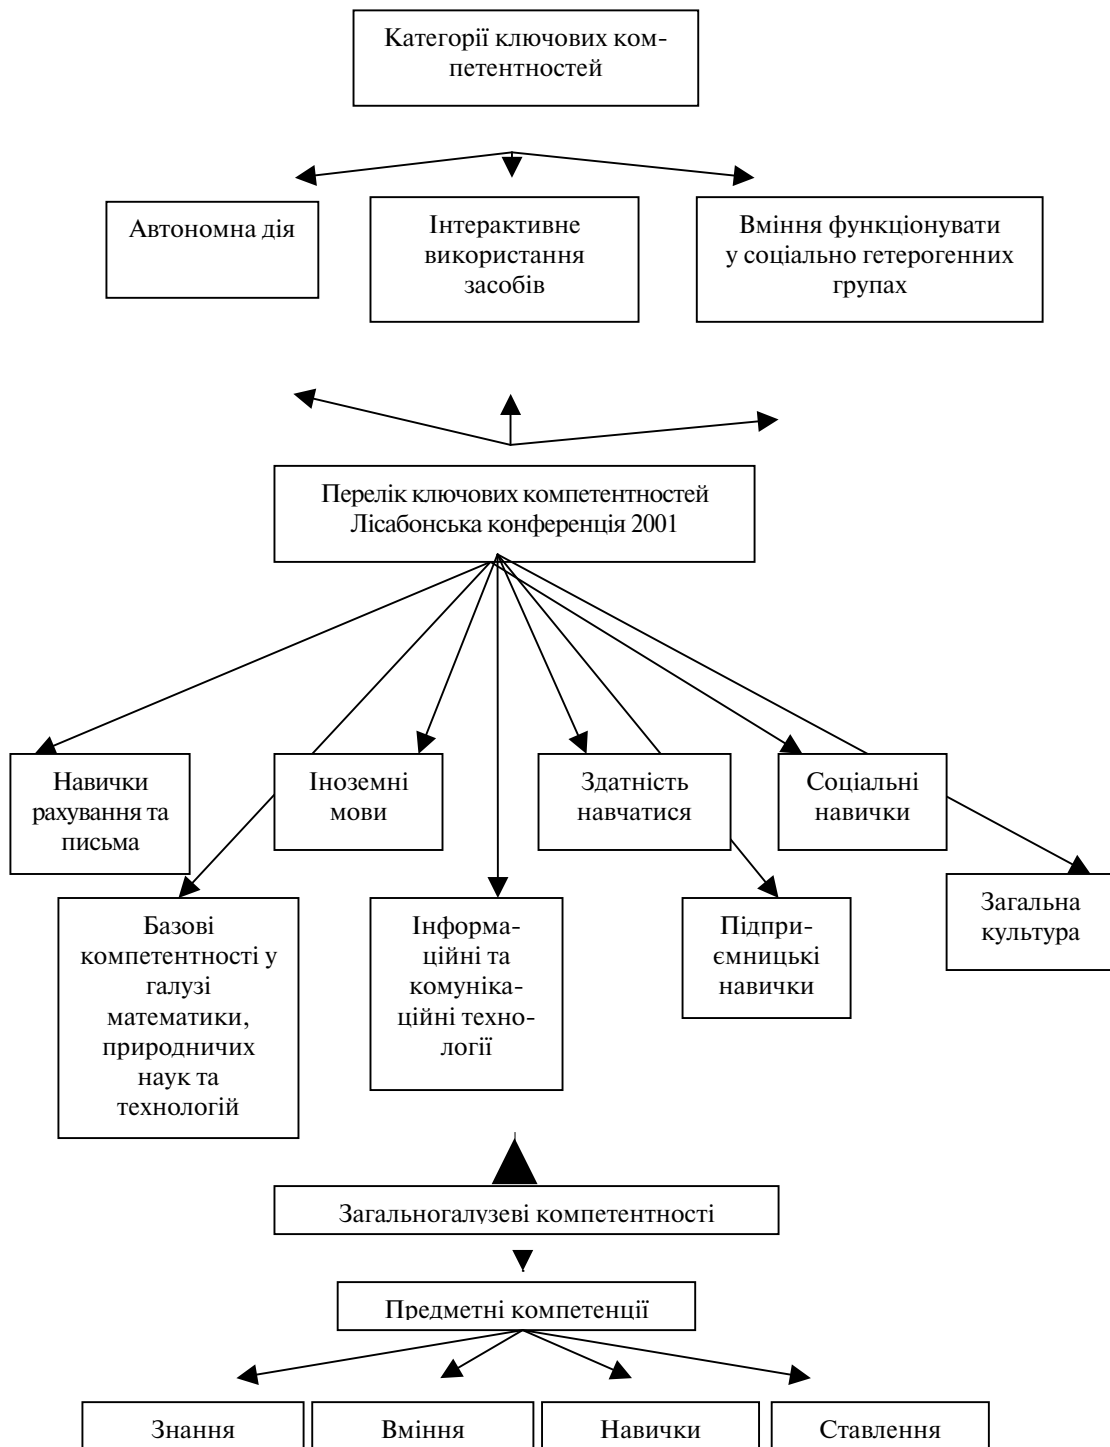 Категорії ключових ком-
петентностей
Автономна дія
Інтерактивне
використання
засобів
Вміння функціонувати
у соціально гетерогенних
групах
Перелік ключових компетентностей
Лісабонська конференція 2001
Навички
рахування та
письма
Іноземні
мови
Здатність
навчатися
Соціальні
навички
Загальна
культура
Базові
компетентності у
галузі
математики,
природничих
наук та
технологій
Інформа-
ційні та
комуніка-
ційні техно-
логії
Підпри-
ємницькі
навички
Загальногалузеві компетентності
Предметні компетенції
Знання
Вміння
Навички
Ставлення